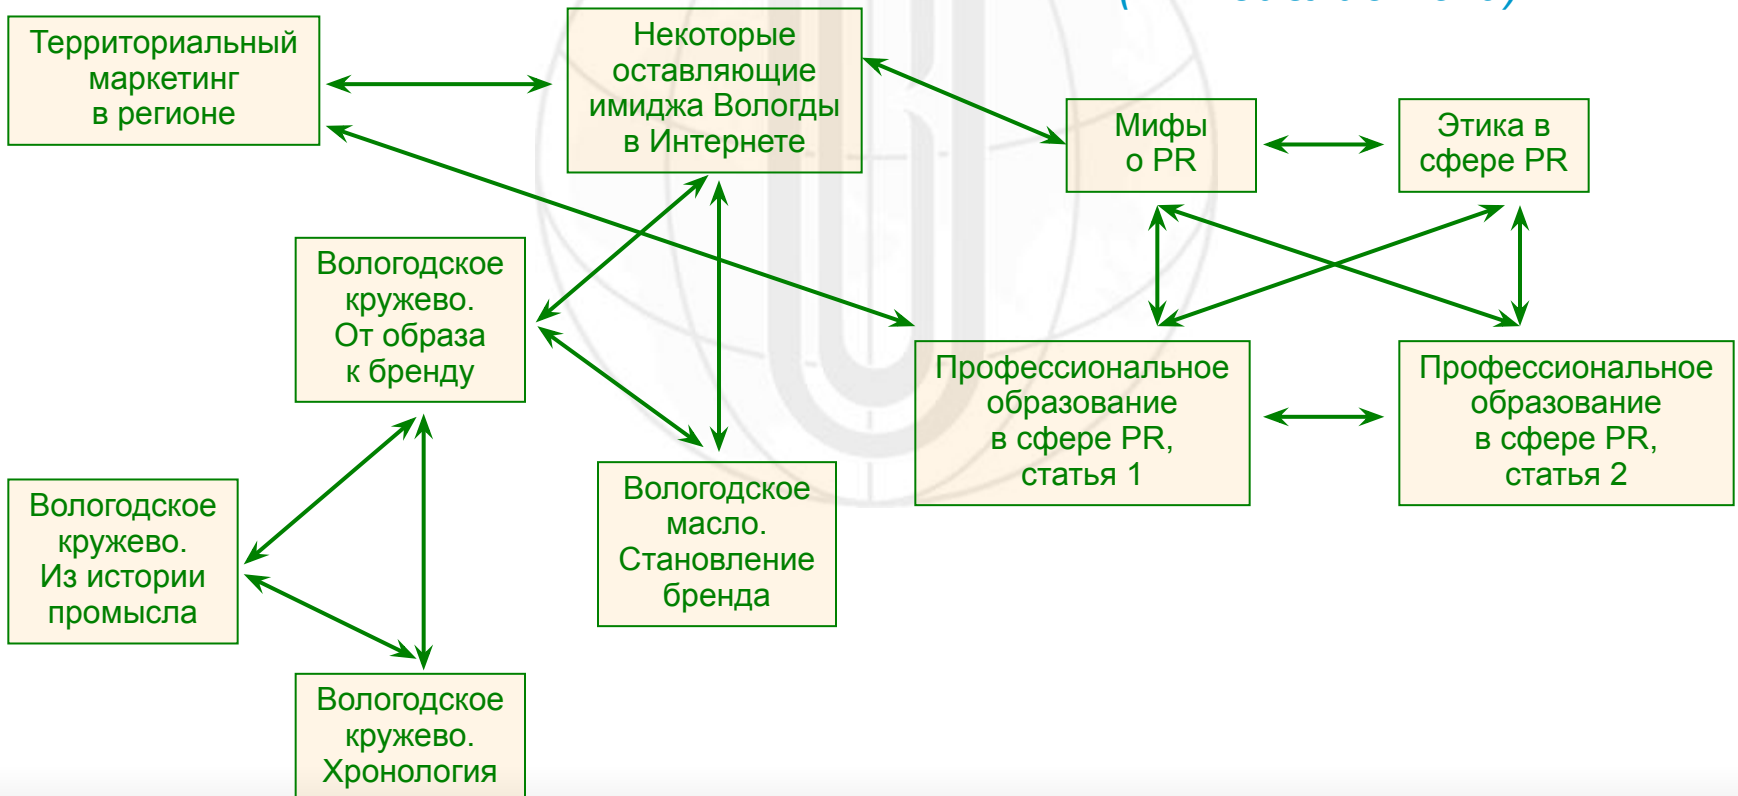 Территориальный
маркетинг
в регионе
Некоторые
оставляющие
имиджа Вологды
в Интернете
Мифы
о PR
Этика в
сфере PR
Вологодское
кружево.
От образа
к бренду
Профессиональное
образование
в сфере PR,
статья 1
Профессиональное
образование
в сфере PR,
статья 2
Вологодское
кружево.
Из истории
промысла
Вологодское
масло.
Становление
бренда
Вологодское
кружево.
Хронология